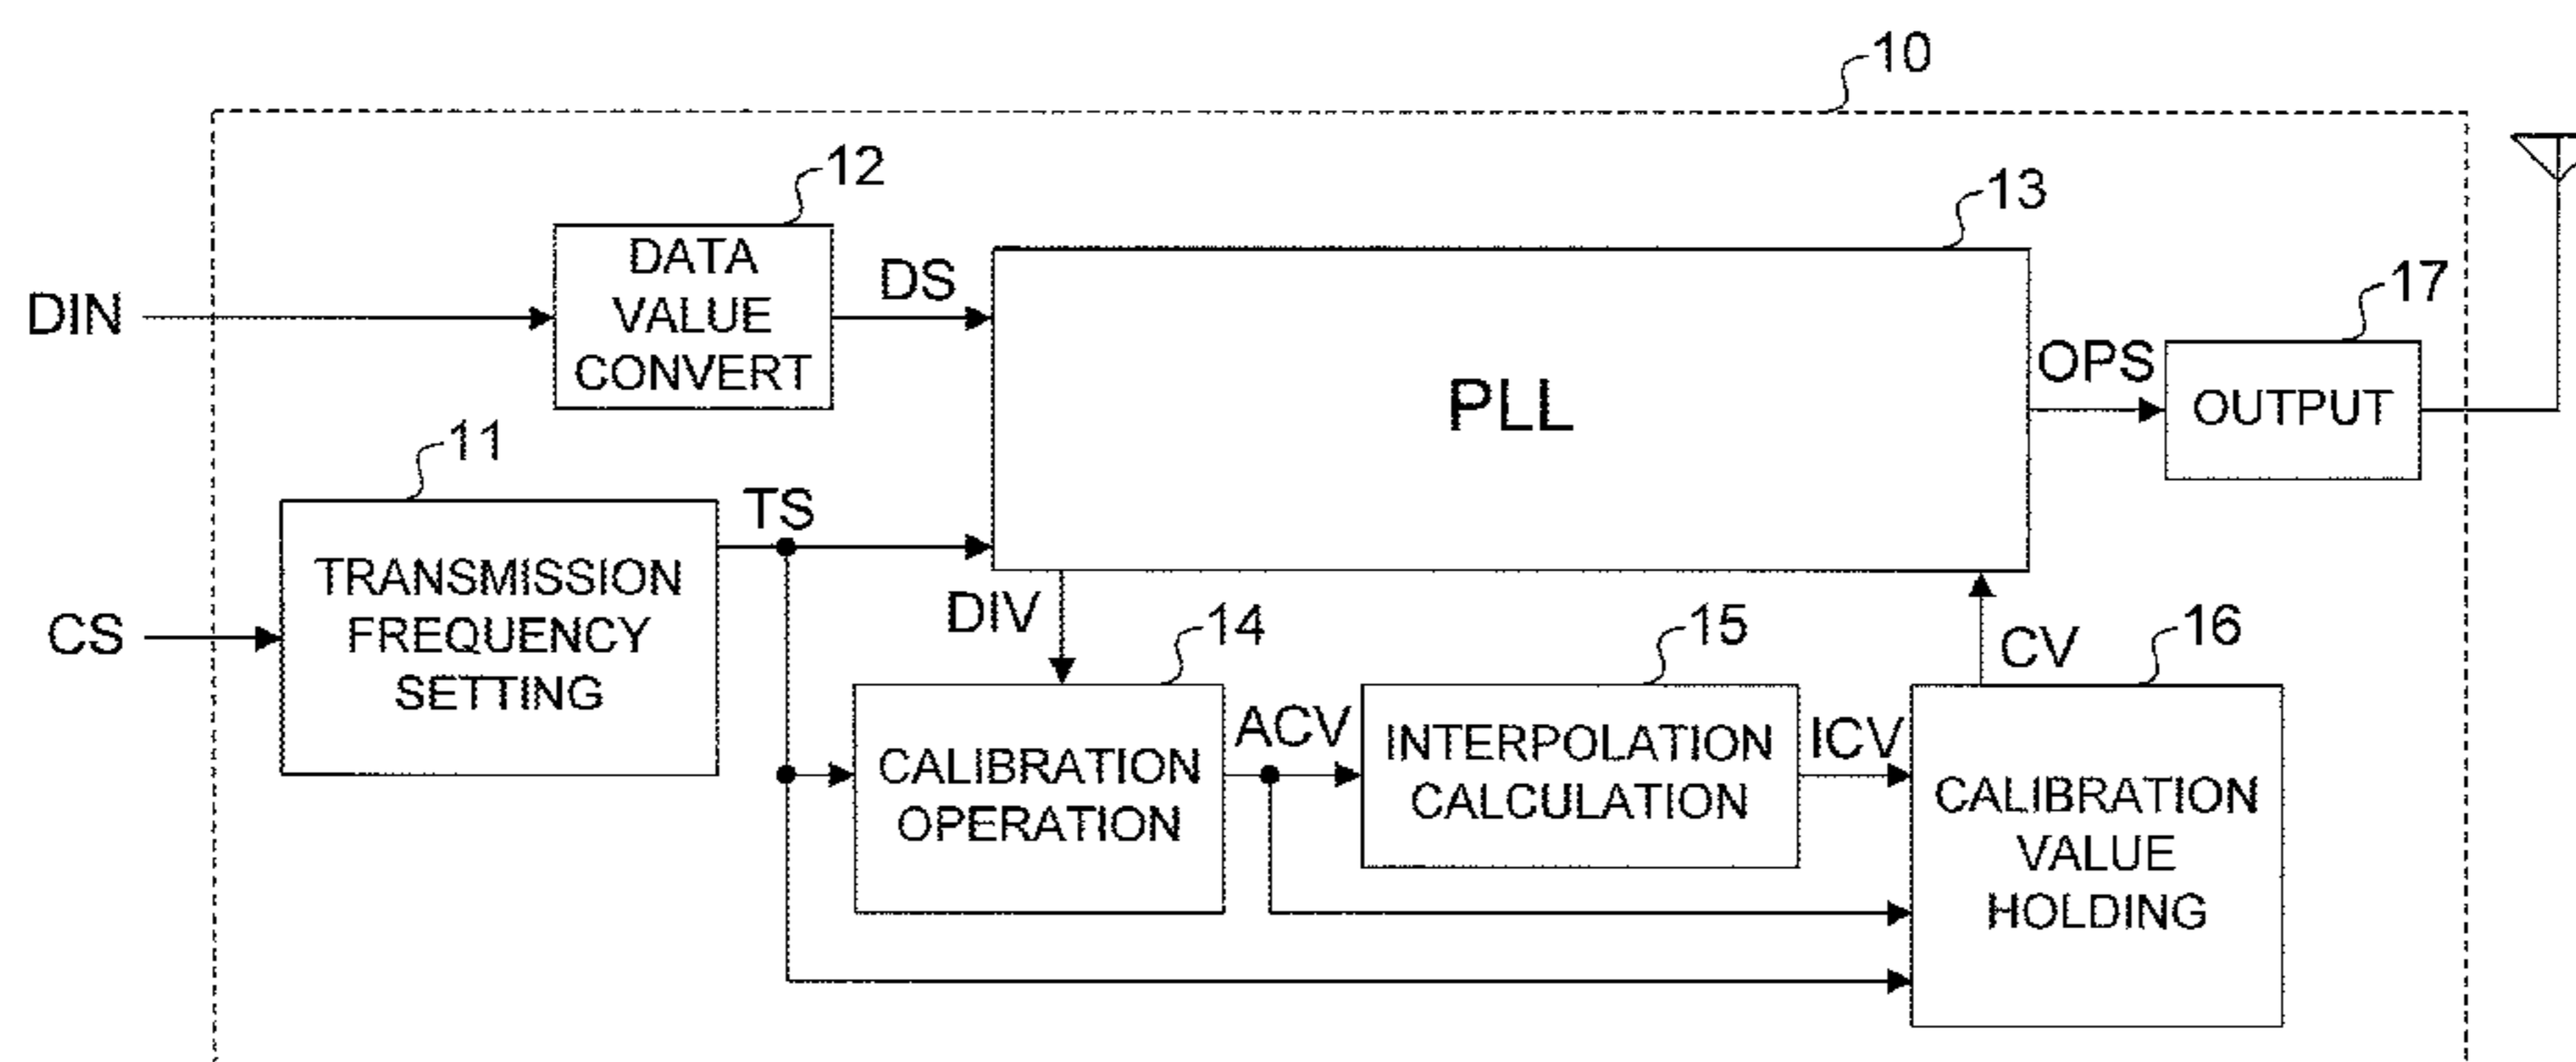 10
12
DATA
VALUE
CONVERT
DIN
DS
13
PLL
17
OPS
OUTPUT
11
TS
TRANSMISSION
FREQUENCY
SETTING
CS
DIV
14
CALIBRATION
OPERATION
ACV
15
INTERPOLATION
CALCULATION
ICV
CV
16
CALIBRATION
VALUE
HOLDING